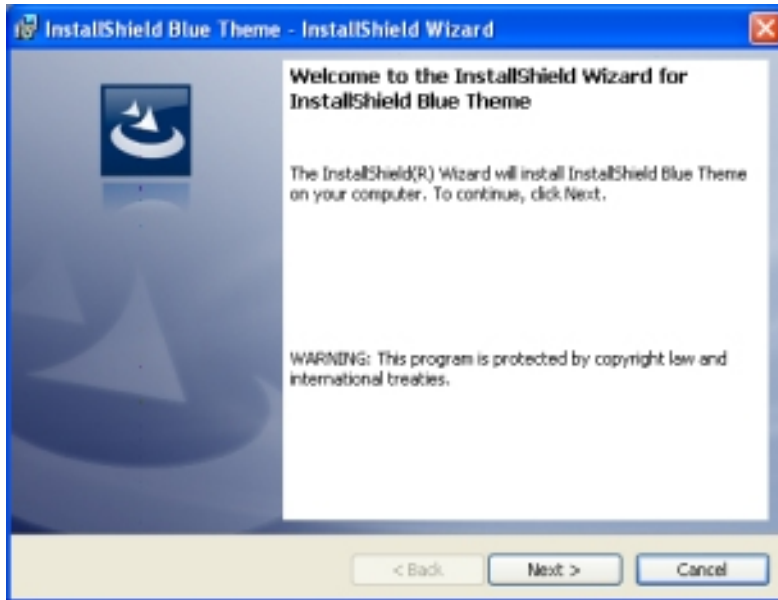 InstallShield Blue Theme - InstallShield Wizard
Welcome to the InstallShield Wizard for
InstallShield Blue Theme
The InstallShield(R) Wizard will install InstallShield Blue Theme
on your computer. To continue, click Next.
WARNING: This program is protected by copyright law and
international treaties.
< Back
Next >
Cancel